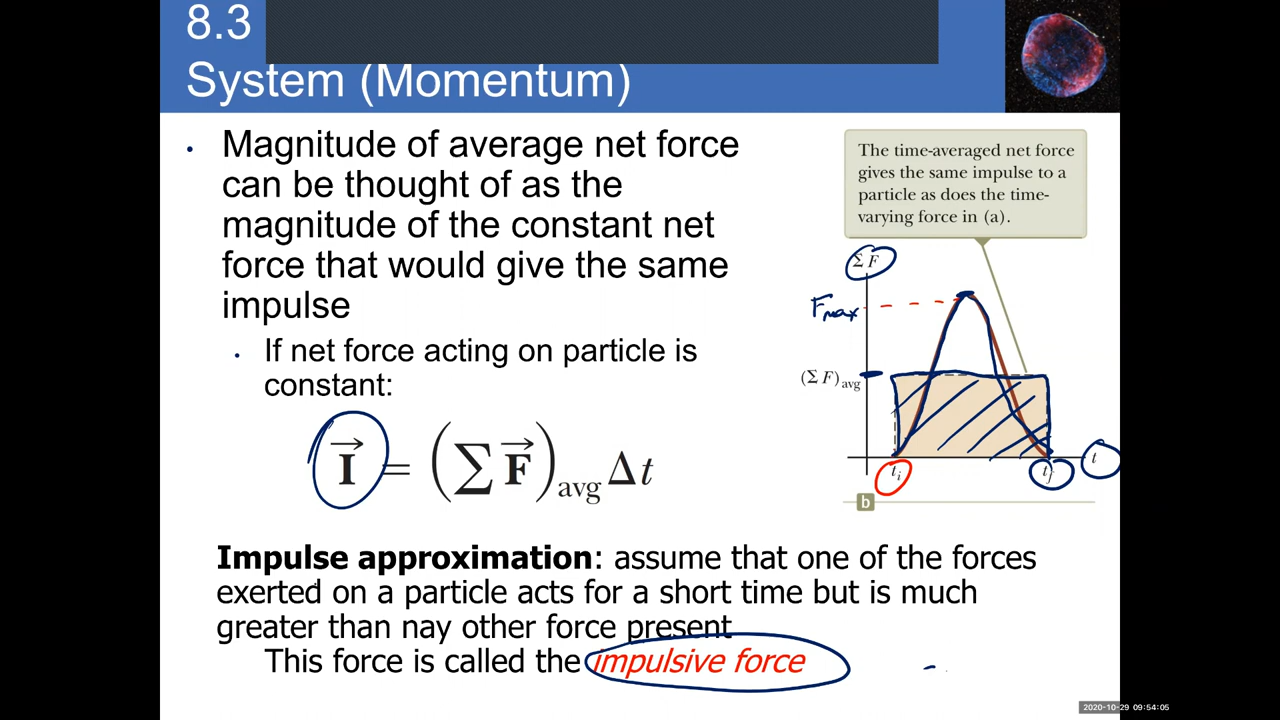 8.3
System (Momentum)
• Magnitude of average net force
can be thought of as the
magnitude of the constant net
force that would give the same
impulse
• If net force acting on particle is
constant:
I⃗ = (∑ F⃗)avg Δt
The time-averaged net force
gives the same impulse to a
particle as does the time-
varying force in (a).
Σ F
Fmax
(Σ F)avg
ti
tf
t
b
Impulse approximation: assume that one of the forces
exerted on a particle acts for a short time but is much
greater than nay other force present
This force is called the impulsive force
2020-10-29 09:54:05